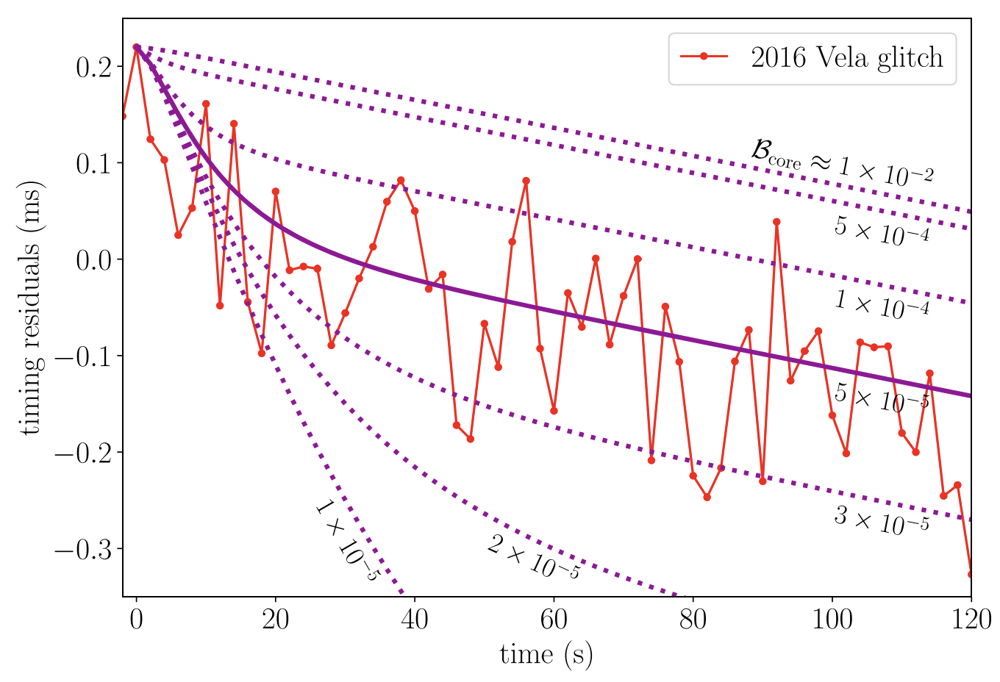 2016 Vela glitch
timing residuals (ms)
0.2
0.1
0.0
−0.1
−0.2
−0.3
ℬcore ≈ 1 × 10⁻²
5 × 10⁻⁴
1 × 10⁻⁴
5 × 10⁻⁵
3 × 10⁻⁵
2 × 10⁻⁵
1 × 10⁻⁵
0 20 40 60 80 100 120
time (s)